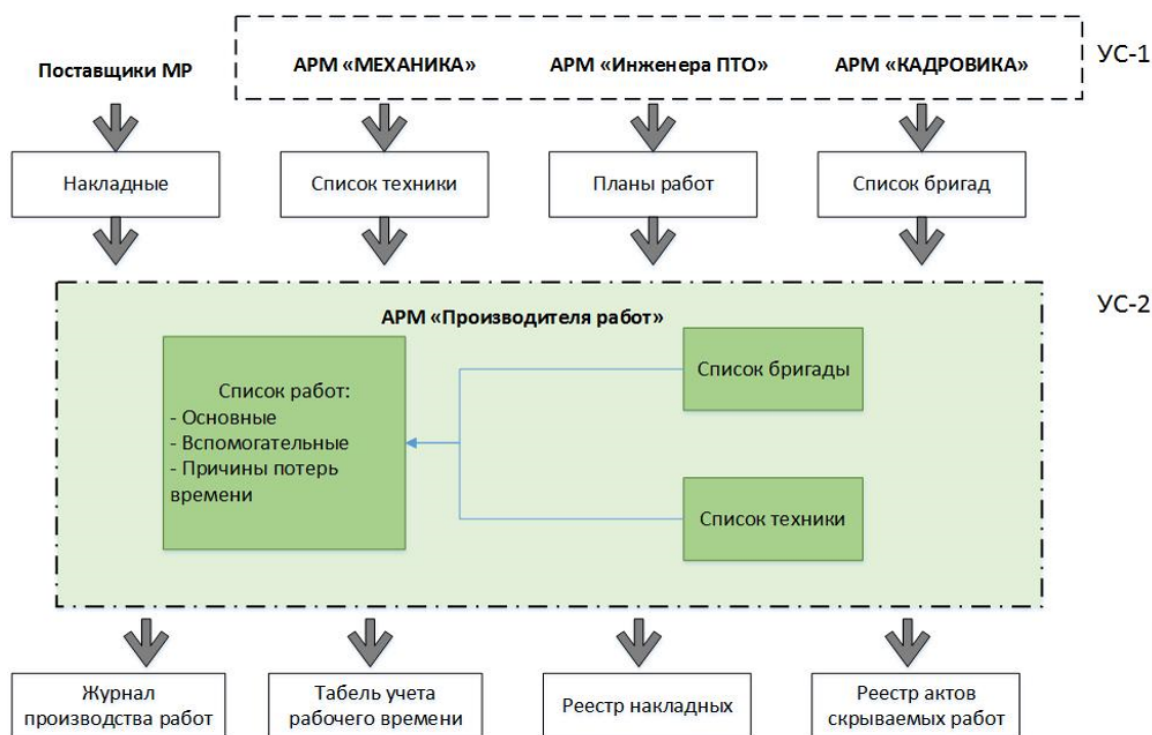 Поставщики МР
АРМ «МЕХАНИКА»
АРМ «Инженера ПТО»
АРМ «КАДРОВИКА»
УС-1
Накладные
Список техники
Планы работ
Список бригад
УС-2
АРМ «Производителя работ»
Список работ:
- Основные
- Вспомогательные
- Причины потерь
времени
Список бригады
Список техники
Журнал
производства работ
Табель учета
рабочего времени
Реестр накладных
Реестр актов
скрываемых работ